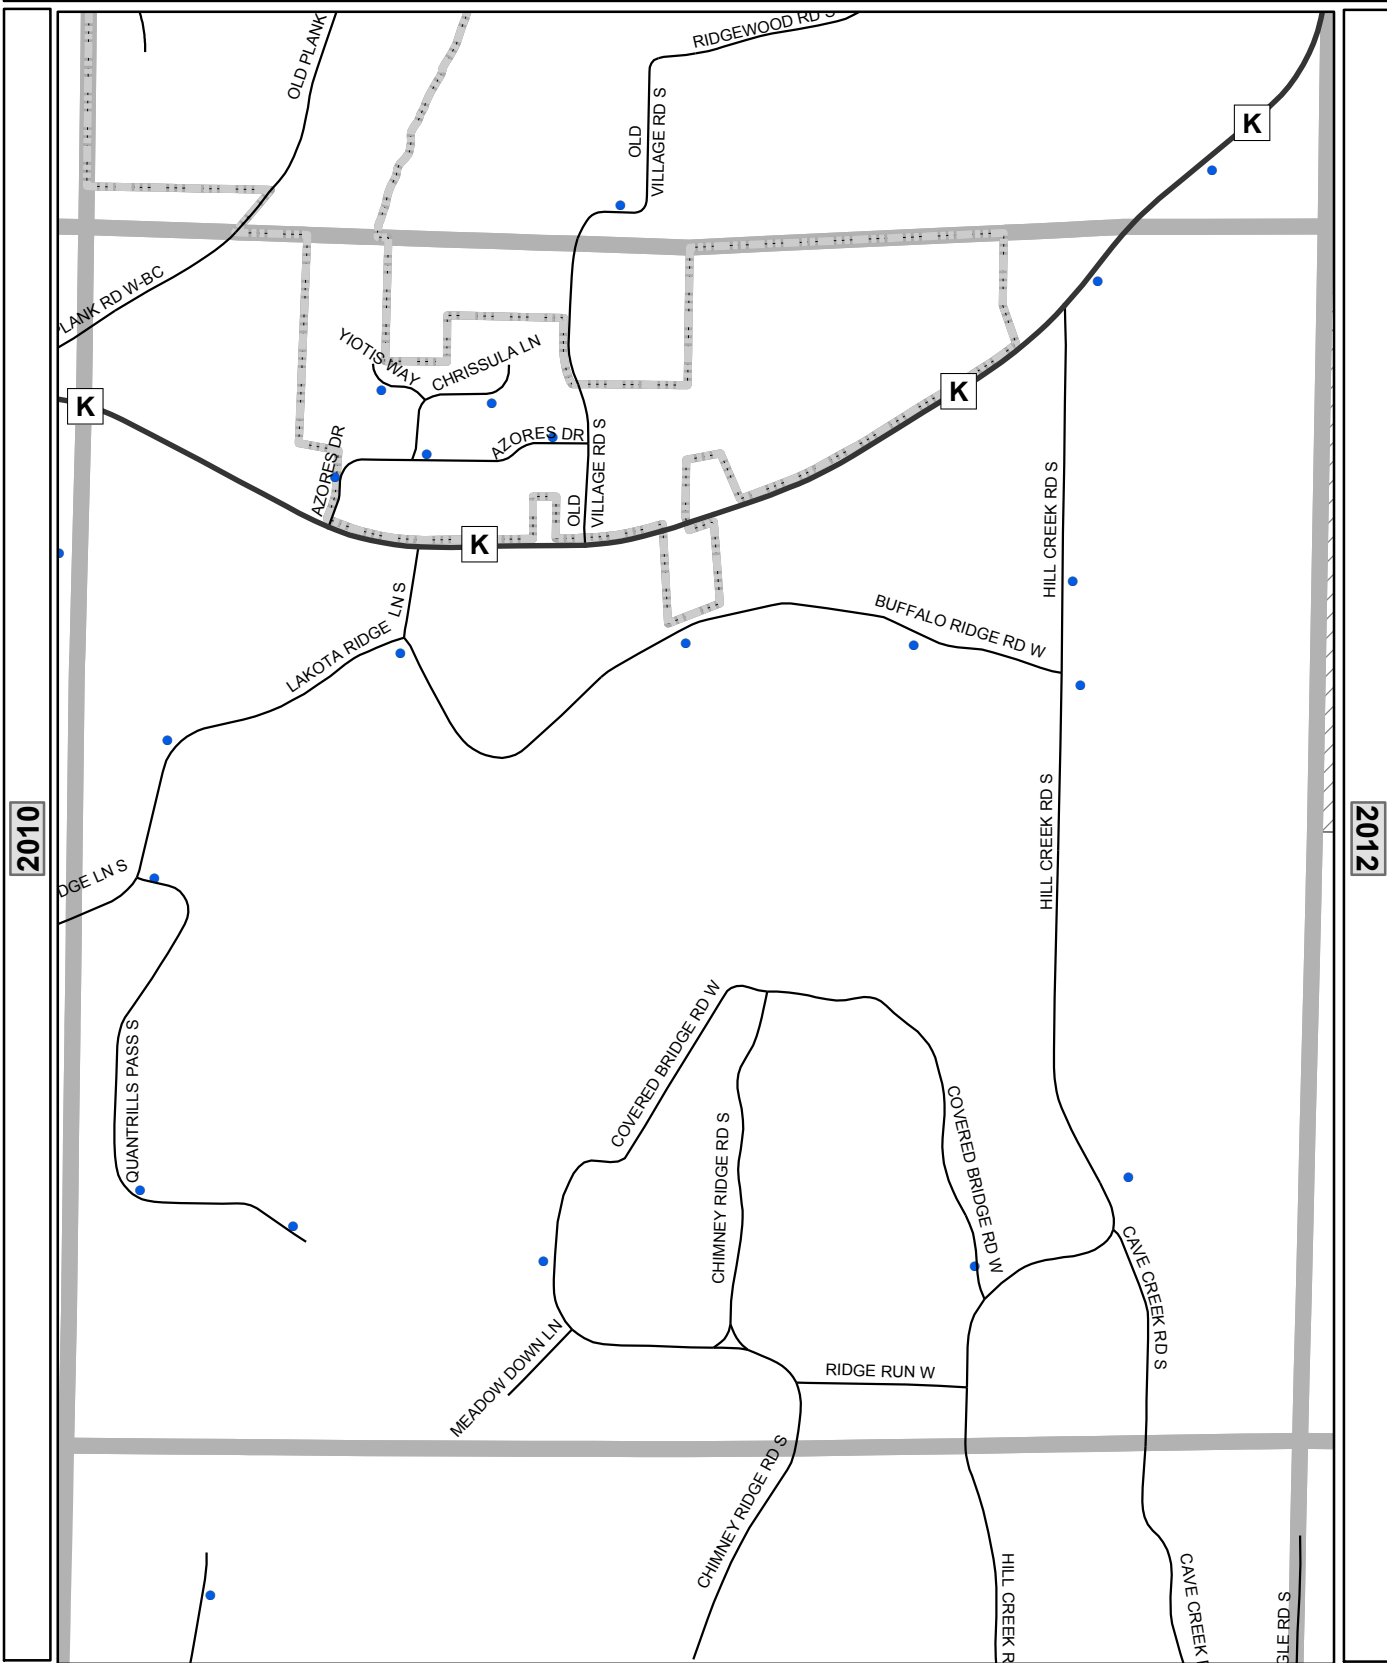 OLD PLANK
RIDGEWOOD RD S
K
OLD
VILLAGE RD S
PLANK RD W-BC
YIOTIS WAY
CHRISSULA LN
K
K
AZORES DR
AZORES DR
OLD
VILLAGE RD S
HILL CREEK RD S
K
LAKOTA RIDGE
LN S
BUFFALO RIDGE RD W
2010
HILL CREEK RD S
2012
DGE LN S
COVERED BRIDGE RD W
QUANTRILLS PASS S
CHIMNEY RIDGE RD S
COVERED BRIDGE RD W
CAVE CREEK RD S
MEADOW DOWN LN
RIDGE RUN W
CHIMNEY RIDGE RD S
HILL CREEK R
CAVE CREEK
GLE RD S